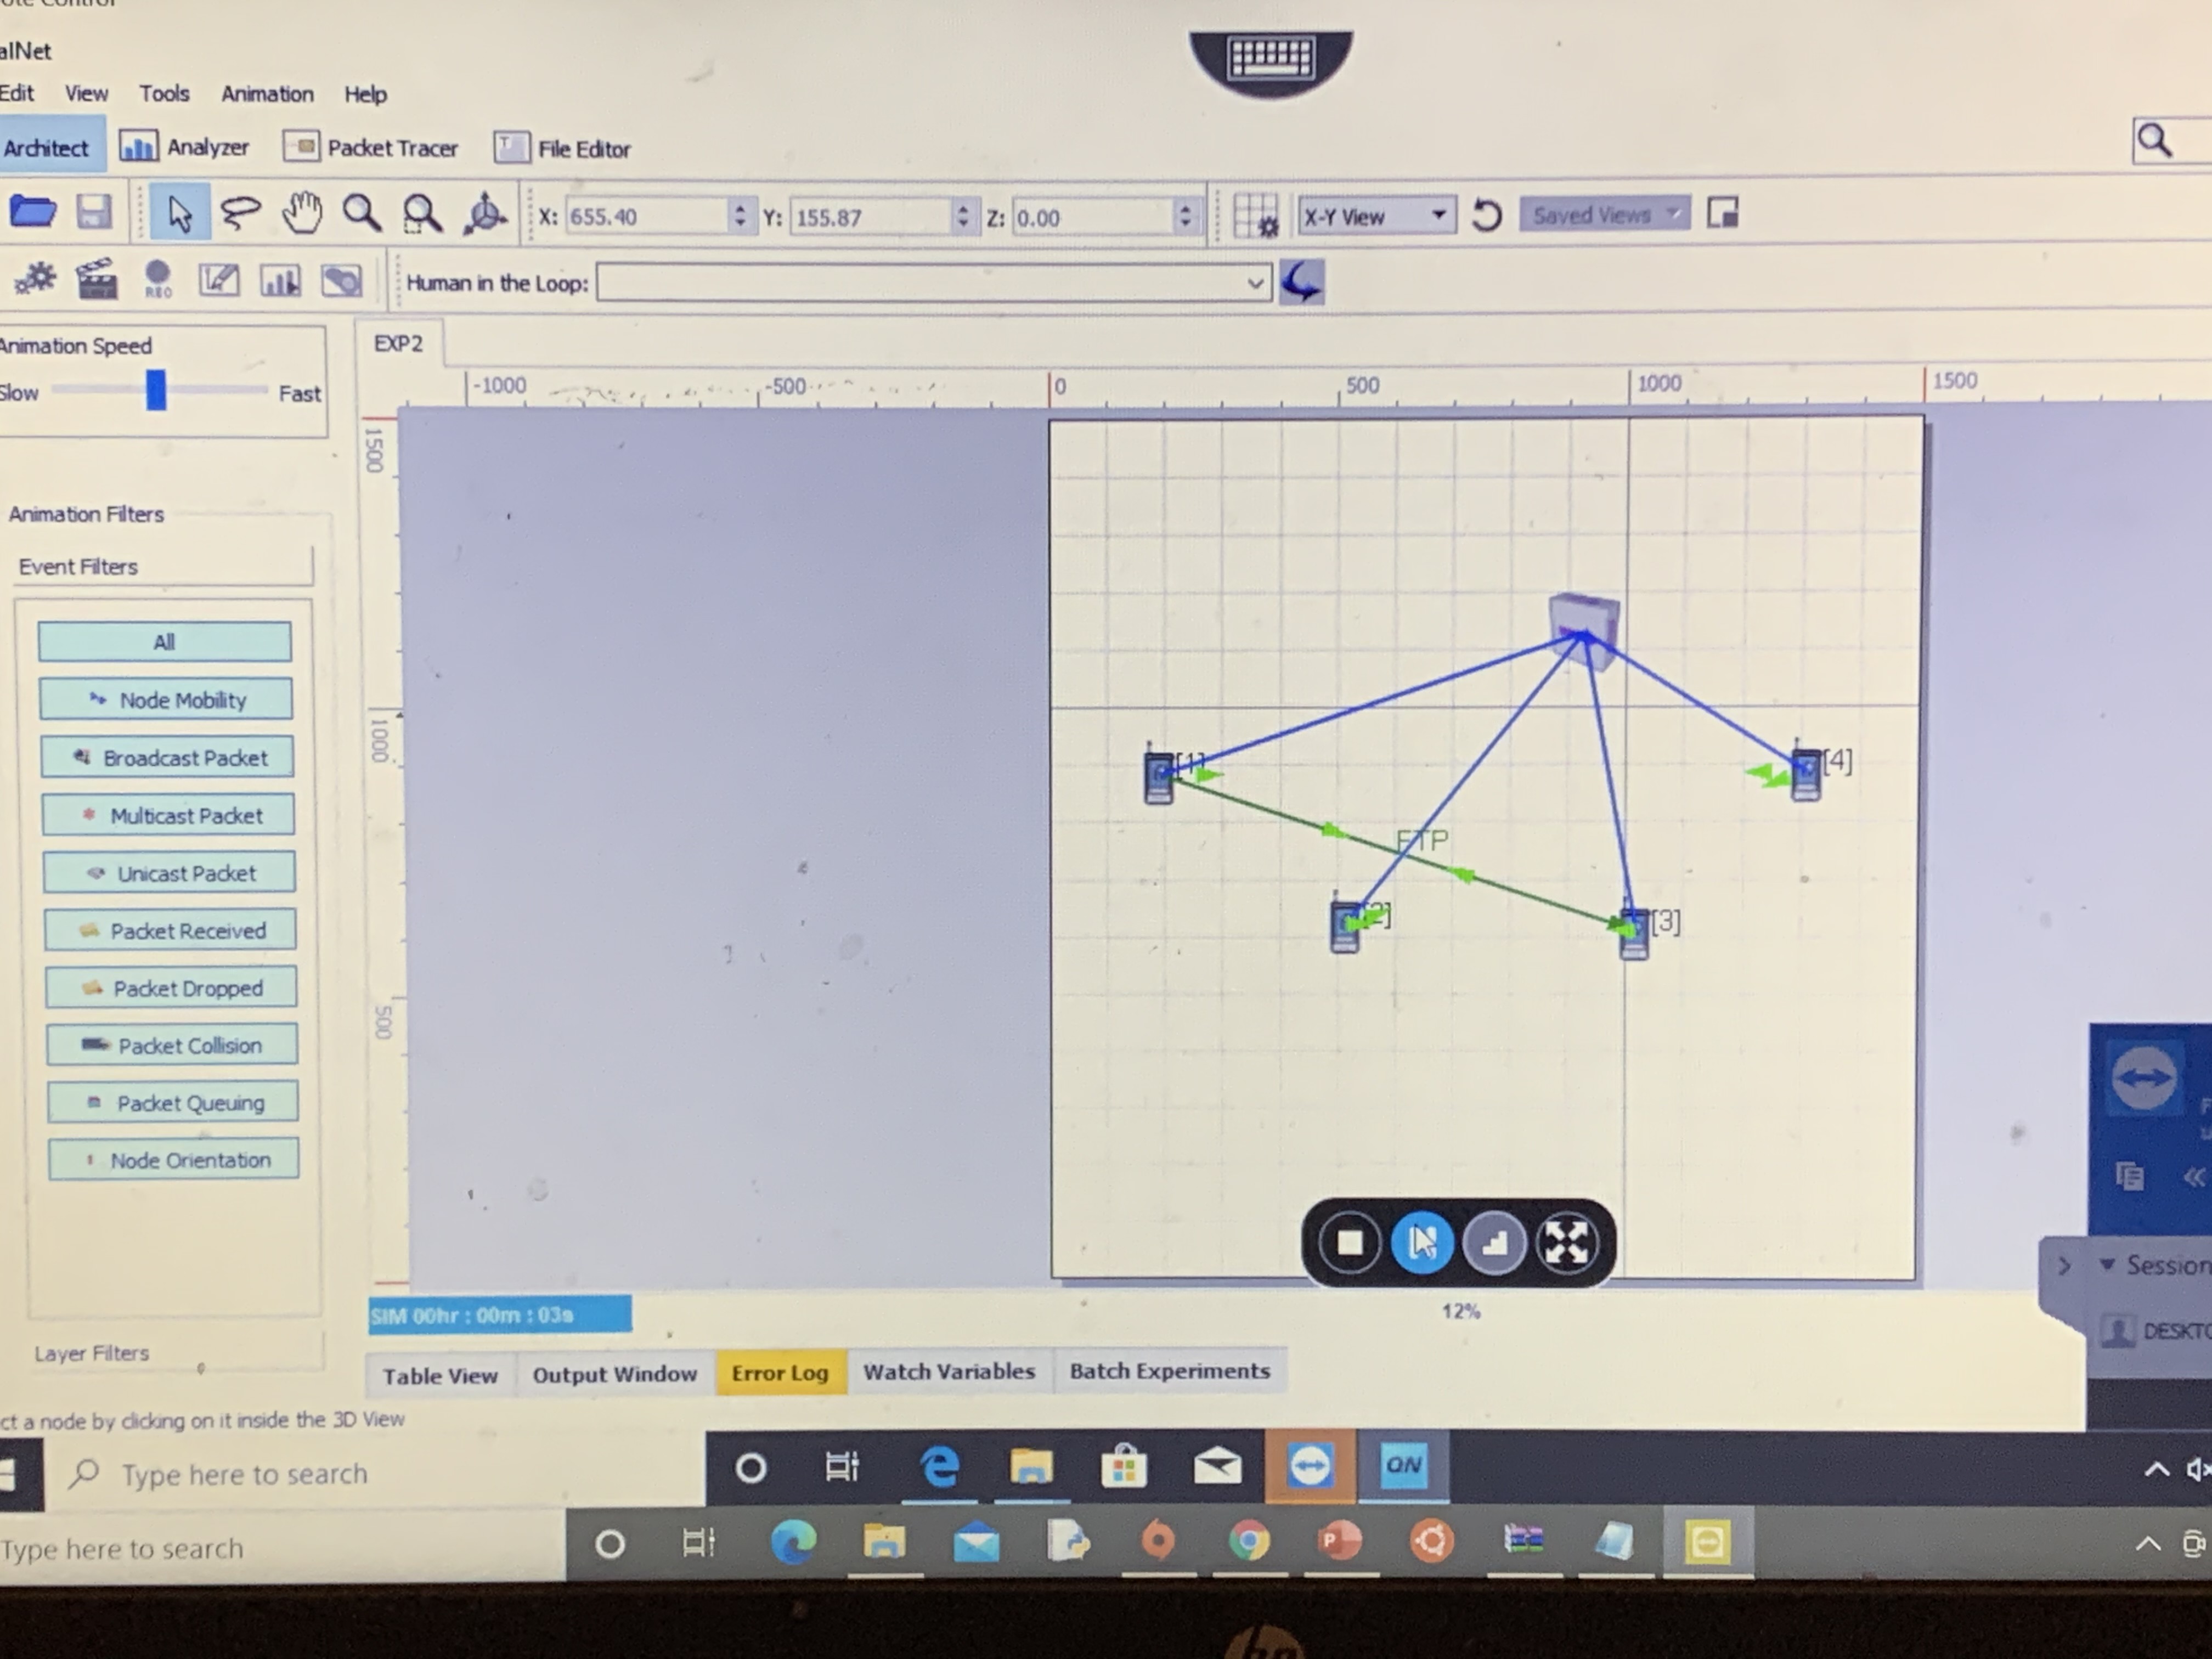 ote Control
alNet
Edit View Tools Animation Help
Architect Analyzer Packet Tracer File Editor
X: 655.40 Y: 155.87 Z: 0.00 X-Y View Saved Views
REC Human in the Loop:
Animation Speed
Slow Fast
EXP2
-1000 -500 0 500 1000 1500
1500
1000
500
Animation Filters
Event Filters
All
Node Mobility
Broadcast Packet
Multicast Packet
Unicast Packet
Packet Received
Packet Dropped
Packet Collision
Packet Queuing
Node Orientation
Layer Filters
[1]
[4]
FTP
[2]
[3]
SIM 00hr : 00m : 03s
12%
Table View Output Window Error Log Watch Variables Batch Experiments
ct a node by clicking on it inside the 3D View
Session
DESKTO
Type here to search
QN
Type here to search
hp